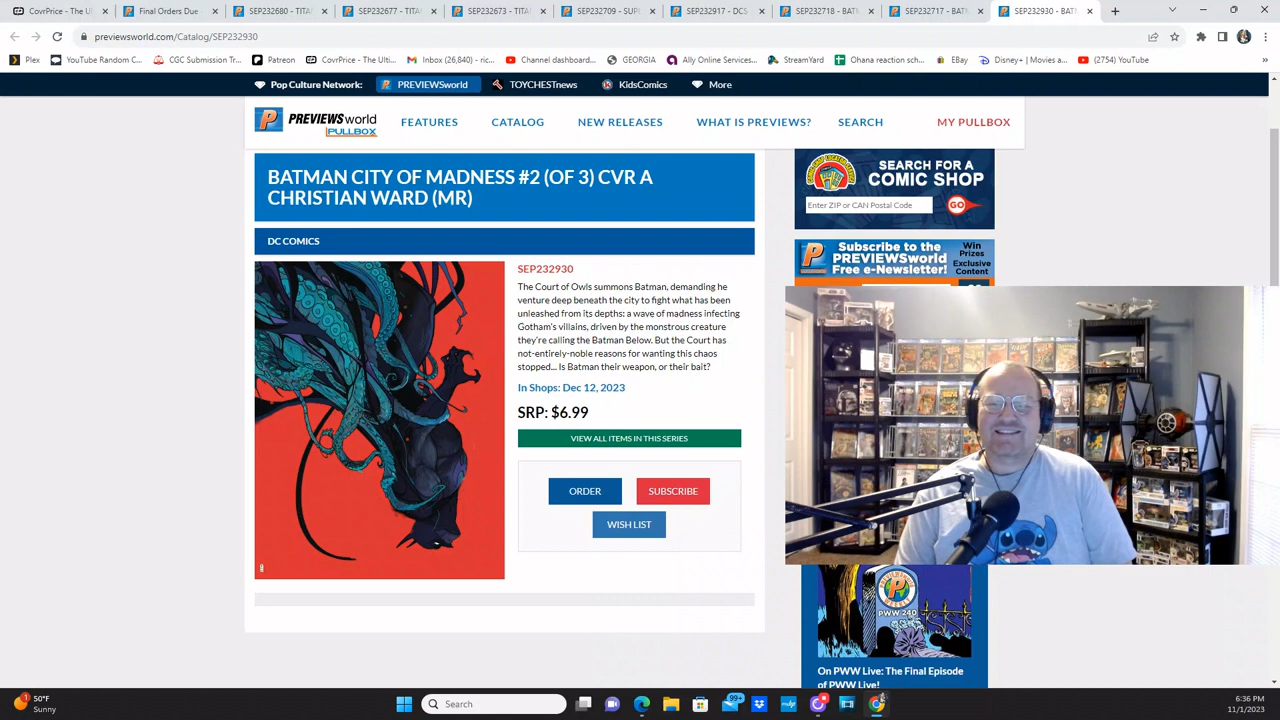 CovrPrice - The U
Final Orders Due
SEP232680 - TITA
SEP232677 - TITA
SEP232673 - TITA
SEP232709 - SUP
SEP232917 - DCS
SEP232718 - BAT
SEP232717 - BAT
SEP232930 - BAT
previewsworld.com/Catalog/SEP232930
Plex
YouTube Random C...
CGC Submission Tr...
Patreon
CovrPrice - The Ulti...
Inbox (26,840) - ric...
Channel dashboard...
GEORGIA
Ally Online Services...
StreamYard
Ohana reaction sch...
EBay
Disney+ | Movies a...
(2754) YouTube
Pop Culture Network:
PREVIEWSworld
TOYCHESTnews
KidsComics
More
PREVIEWSworld
PULLBOX
FEATURES
CATALOG
NEW RELEASES
WHAT IS PREVIEWS?
SEARCH
MY PULLBOX
BATMAN CITY OF MADNESS #2 (OF 3) CVR A
CHRISTIAN WARD (MR)
DC COMICS
SEP232930
The Court of Owls summons Batman, demanding he
venture deep beneath the city to fight what has been
unleashed from its depths: a wave of madness infecting
Gotham's villains, driven by the monstrous creature
they're calling the Batman Below. But the Court has
not-entirely-noble reasons for wanting this chaos
stopped... Is Batman their weapon, or their bait?
In Shops: Dec 12, 2023
SRP: $6.99
VIEW ALL ITEMS IN THIS SERIES
ORDER
SUBSCRIBE
WISH LIST
SEARCH FOR A
COMIC SHOP
Enter ZIP or CAN Postal Code
GO
Subscribe to the
PREVIEWSworld
Free e-Newsletter!
Win
Prizes
Exclusive
Content
PWW 240
On PWW Live: The Final Episode
of PWW Live!
50°F
Sunny
Search
99+
6:36 PM
11/1/2023